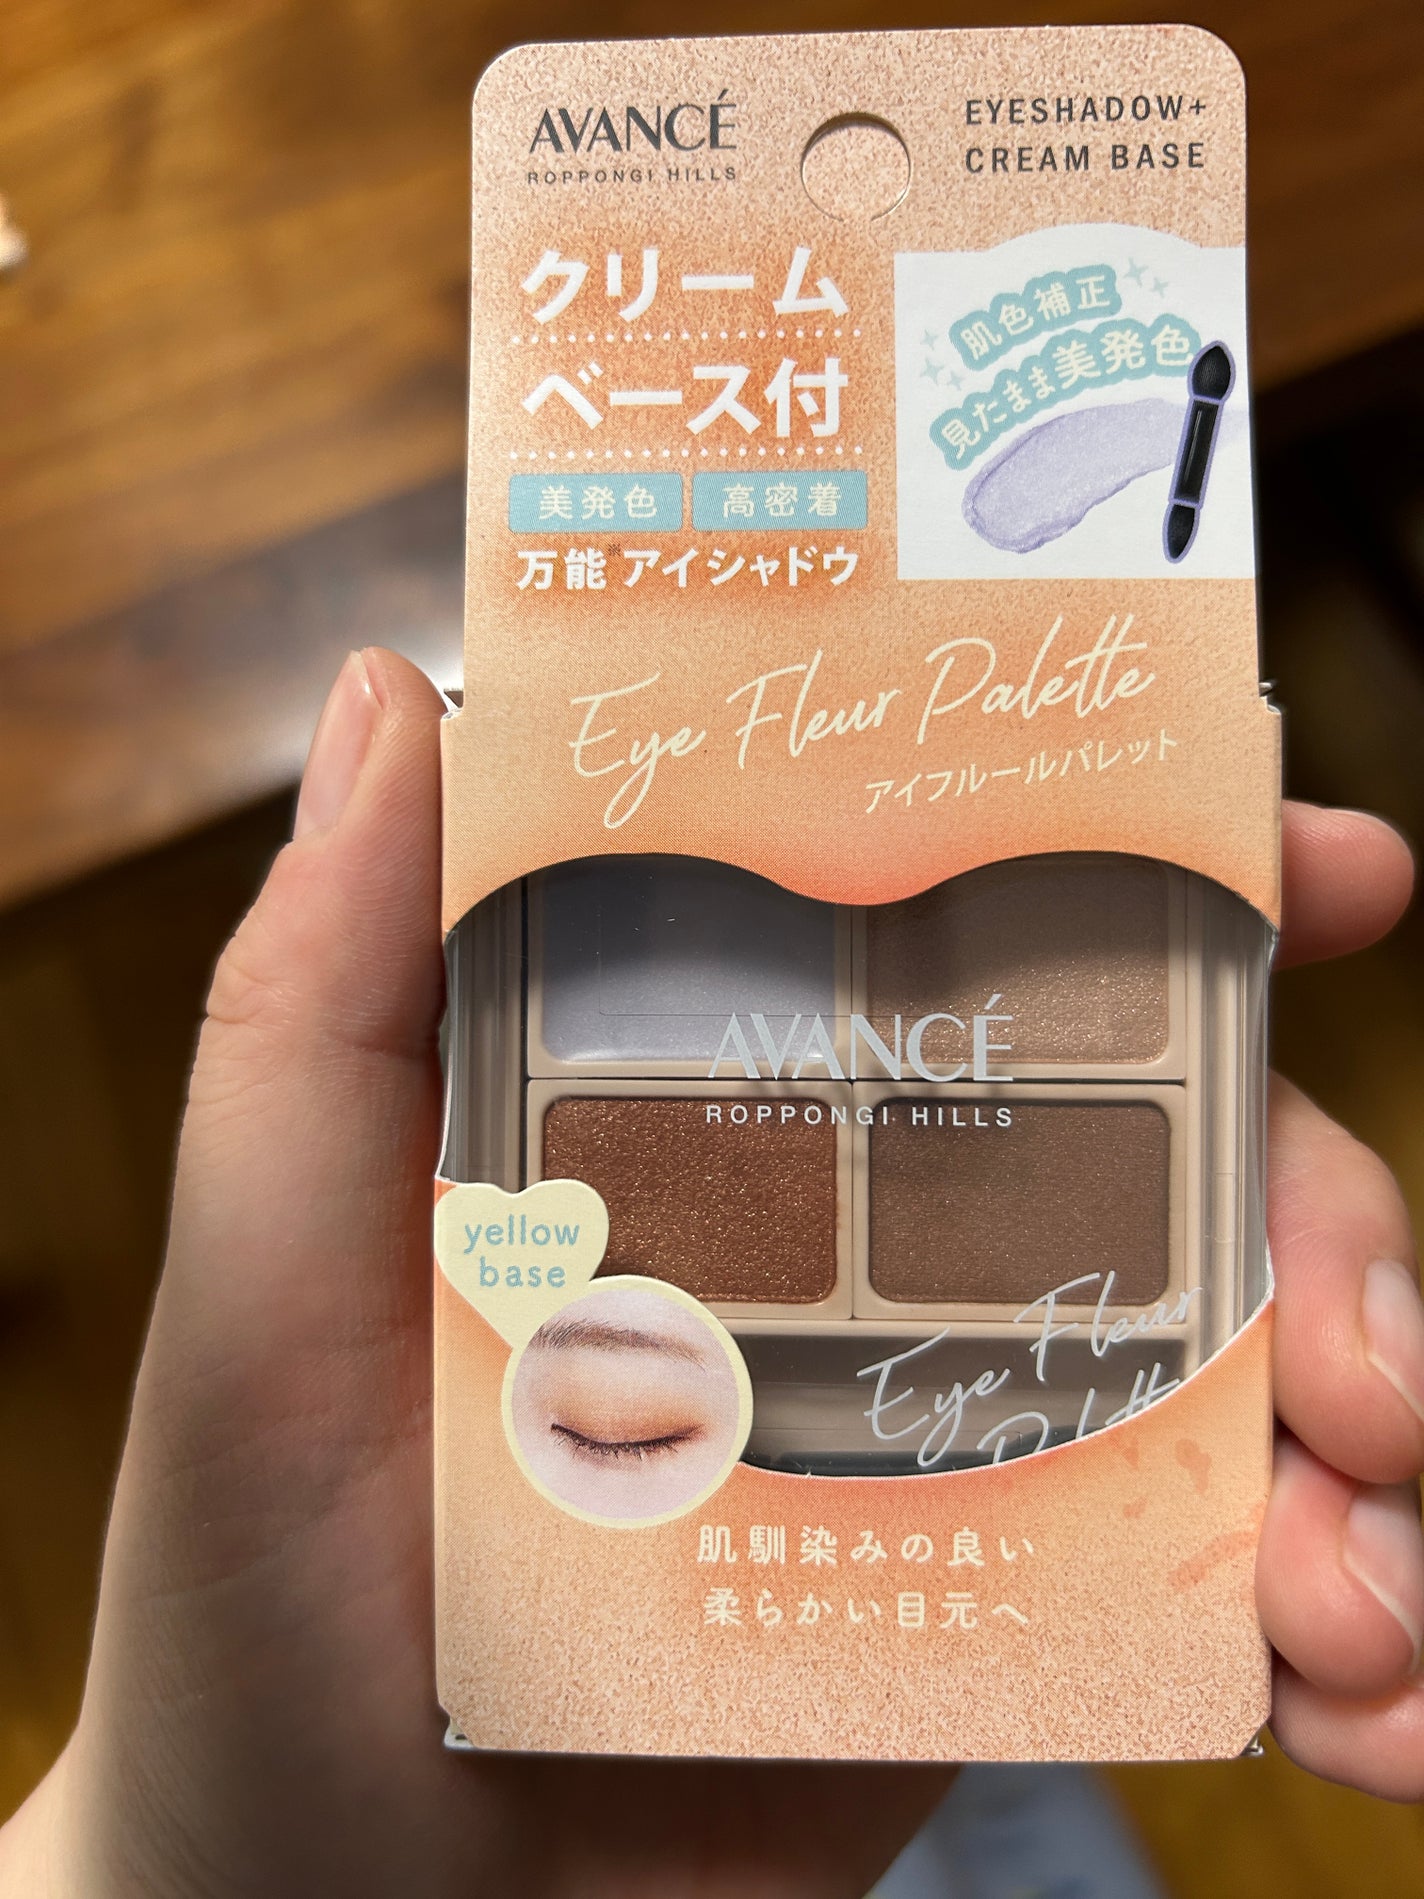 AVANCÉ
ROPPONGI HILLS
EYESHADOW+
CREAM BASE
クリーム
ベース付
美発色 高密着
万能※アイシャドウ
肌色補正
見たまま美発色
Eye Fleur Palette
アイフルールパレット
AVANCÉ
ROPPONGI HILLS
yellow
base
Eye Fleur
肌馴染みの良い
柔らかい目元へ